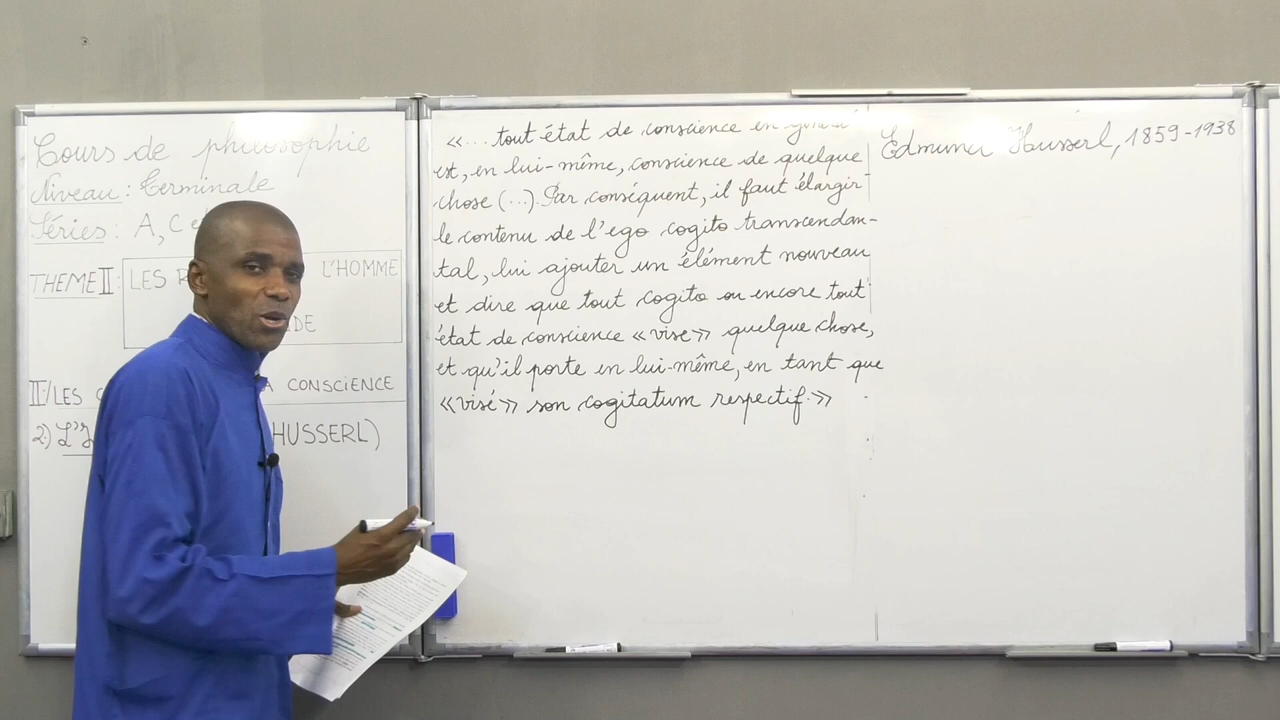 Cours de philosophie
Niveau : Terminale
Séries : A, C e
THEME II : LES R L'HOMME
DE
II/ LES C A CONSCIENCE
2.) L' HUSSERL)
«... tout état de conscience en général
est, en lui-même, conscience de quelque
chose (...). Par conséquent, il faut élargir
le contenu de l'ego cogito transcendan-
tal, lui ajouter un élément nouveau
et dire que tout cogito ou encore tout
état de conscience «vise» quelque chose,
et qu'il porte en lui-même, en tant que
«visé» son cogitatum respectif.»
Edmund Husserl, 1859-1938